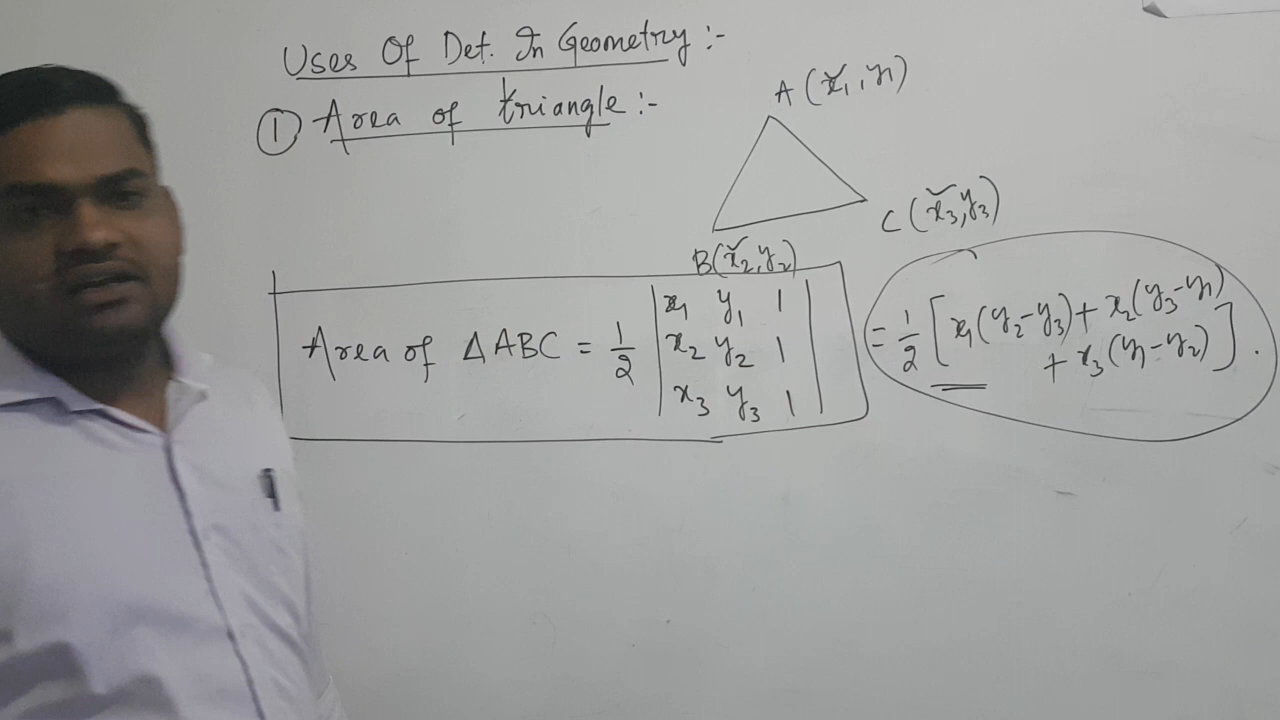 Uses Of Det. In Geometry :-
① Area of triangle :-
A (x₁, y₁)
C (x₃, y₃)
B (x₂, y₂)
Area of ΔABC = 1/2 | x₁ y₁ 1 |
| x₂ y₂ 1 |
| x₃ y₃ 1 |
= 1/2 [x₁(y₂-y₃) + x₂(y₃-y₁)
+ x₃(y₁-y₂)].